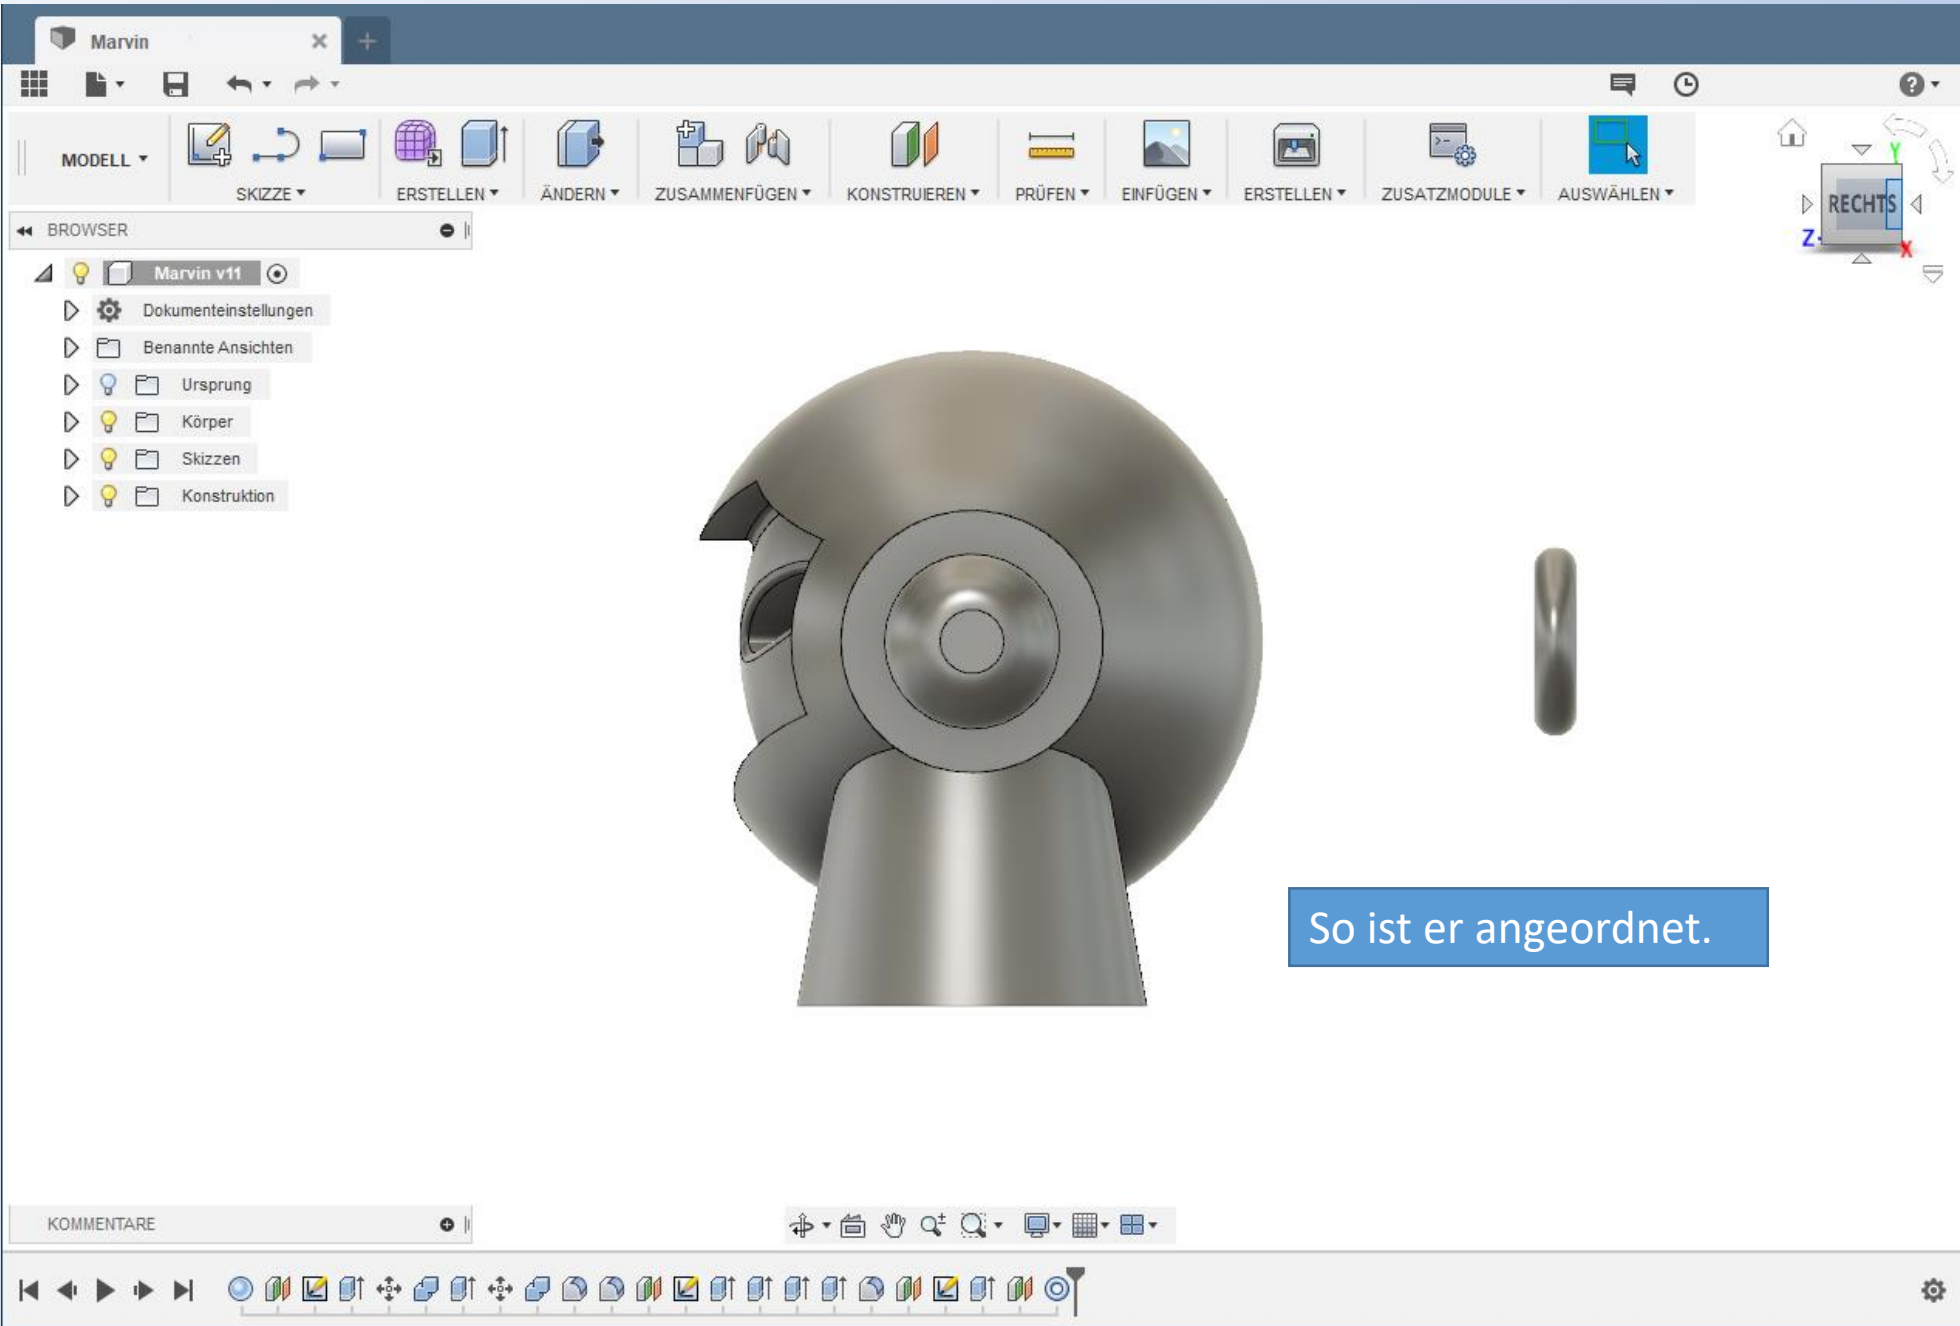 Marvin
MODELL
SKIZZE
ERSTELLEN
ÄNDERN
ZUSAMMENFÜGEN
KONSTRUIEREN
PRÜFEN
EINFÜGEN
ERSTELLEN
ZUSATZMODULE
AUSWÄHLEN
Y
RECHTS
Z
X
BROWSER
Marvin v11
Dokumenteinstellungen
Benannte Ansichten
Ursprung
Körper
Skizzen
Konstruktion
So ist er angeordnet.
KOMMENTARE